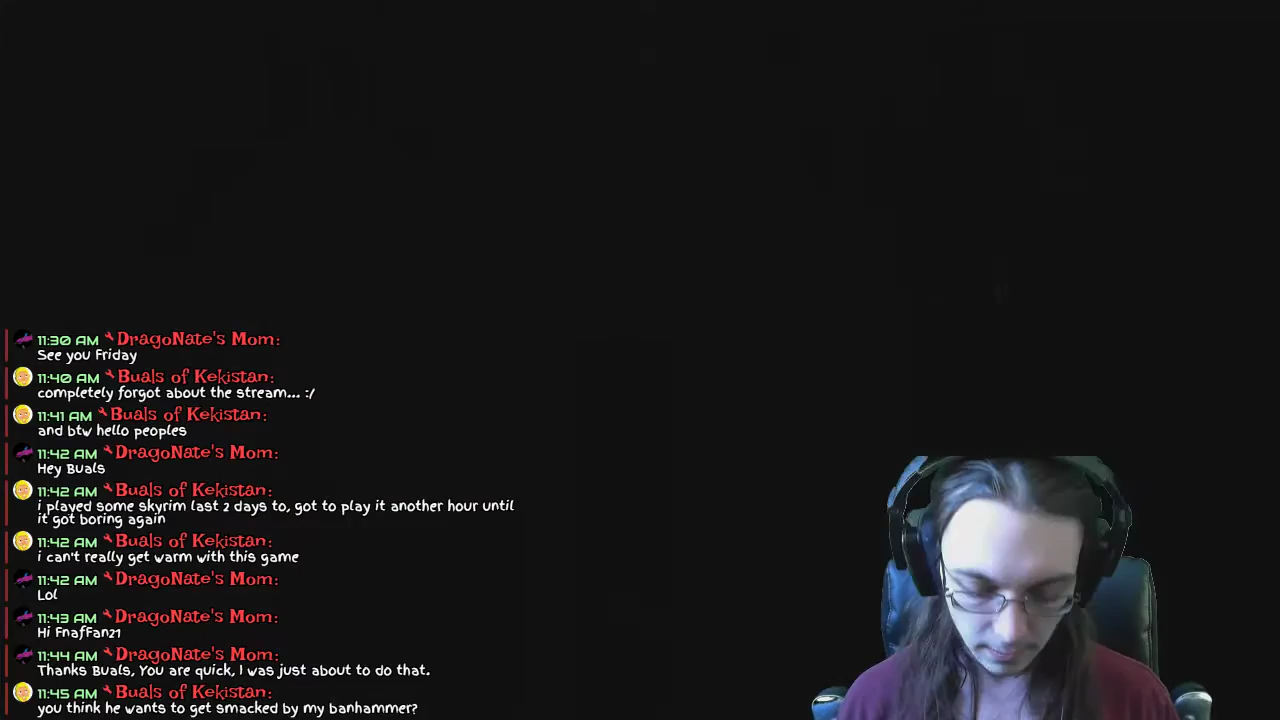 11:30 AM DragoNate's Mom:
See you Friday
11:40 AM Buals of Kekistan:
completely forgot about the stream... :/
11:41 AM Buals of Kekistan:
and btw hello peoples
11:42 AM DragoNate's Mom:
Hey Buals
11:42 AM Buals of Kekistan:
i played some skyrim last 2 days to, got to play it another hour until
it got boring again
11:42 AM Buals of Kekistan:
i can't really get warm with this game
11:42 AM DragoNate's Mom:
Lol
11:43 AM DragoNate's Mom:
Hi FnafFan21
11:44 AM DragoNate's Mom:
Thanks Buals, You are quick, I was just about to do that.
11:45 AM Buals of Kekistan:
you think he wants to get smacked by my banhammer?